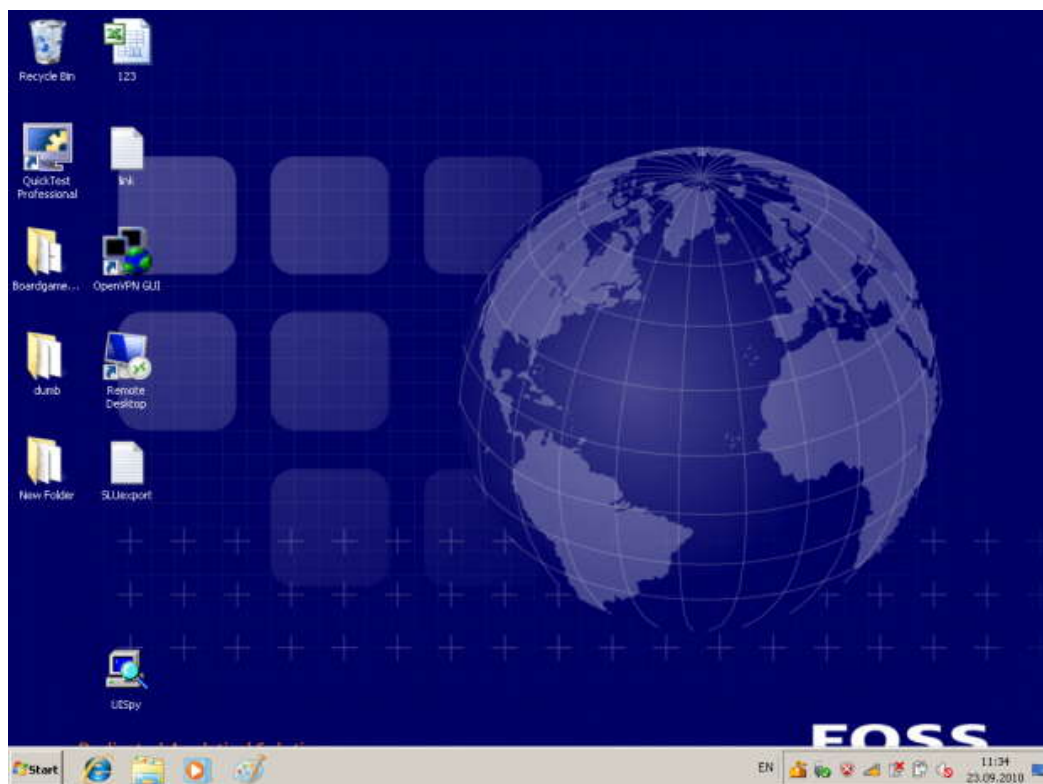 Recycle Bin
123
QuickTest
Professional
link
Boardgame...
OpenVPN GUI
dumb
Remote
Desktop
New Folder
SLUexport
UISpy
FOSS
Start
EN
11:34
23.09.2010